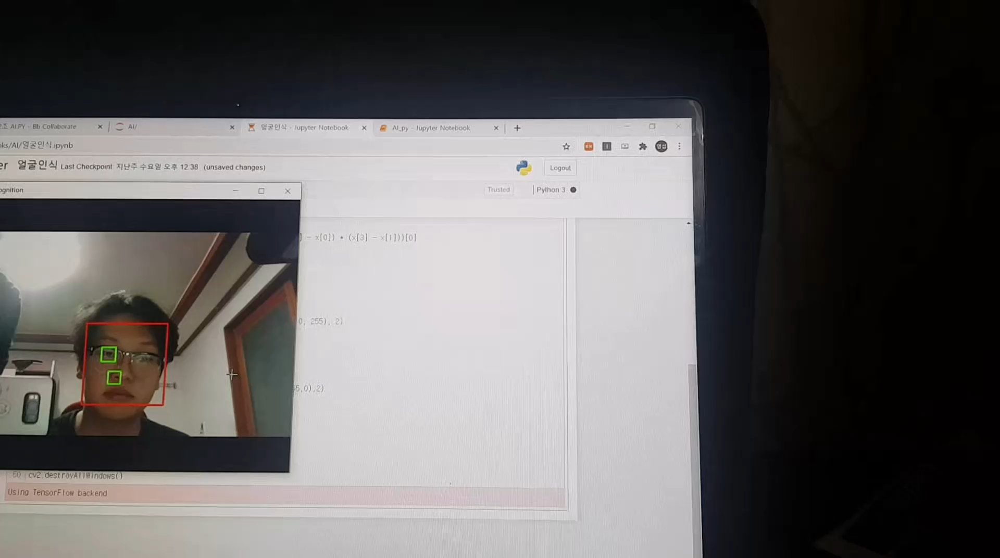 조 AI.PY - Bb Collaborate
AI/
얼굴인식 - Jupyter Notebook
AI_py - Jupyter Notebook
ks/AI/얼굴인식.ipynb
영섭
er 얼굴인식 Last Checkpoint: 지난주 수요일 오후 12:38 (unsaved changes)
Logout
ognition
Trusted
Python 3
] - x[0]) * (x[3] - x[1]))[0]
0, 255), 2)
55,0),2)
50 cv2.destroyAllWindows()
Using TensorFlow backend